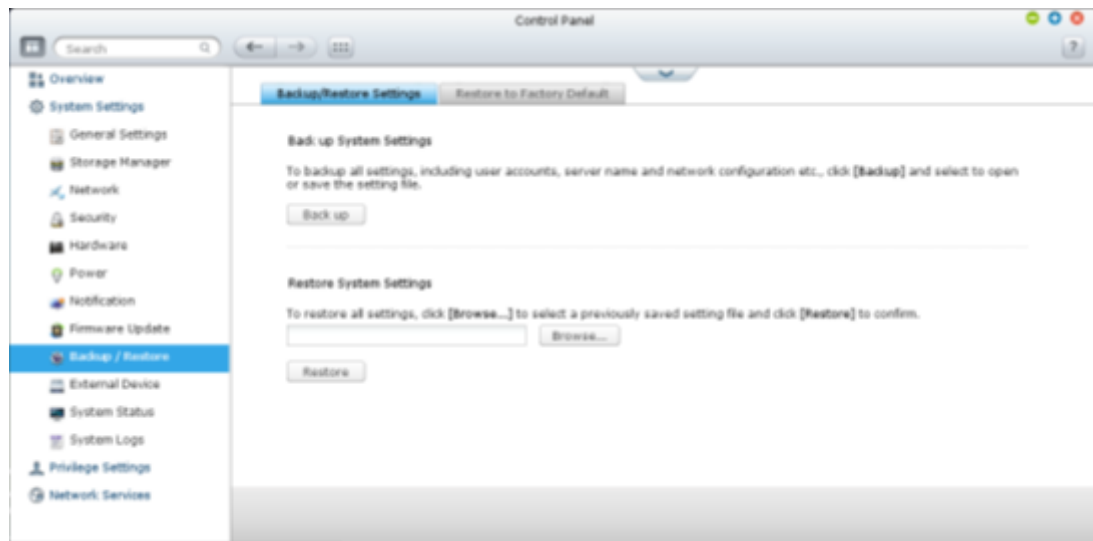 Control Panel
Search
?
Overview
System Settings
General Settings
Storage Manager
Network
Security
Hardware
Power
Notification
Firmware Update
Backup / Restore
External Device
System Status
System Logs
Privilege Settings
Network Services
Backup/Restore Settings
Restore to Factory Default
Back up System Settings
To backup all settings, including user accounts, server name and network configuration etc., click [Backup] and select to open
or save the setting file.
Back up
Restore System Settings
To restore all settings, click [Browse...] to select a previously saved setting file and click [Restore] to confirm.
Browse...
Restore